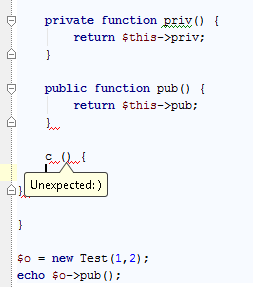 private function priv() {
return $this->priv;
}
public function pub() {
return $this->pub;
}
c () {
Unexpected: )
}
}
$o = new Test(1,2);
echo $o->pub();